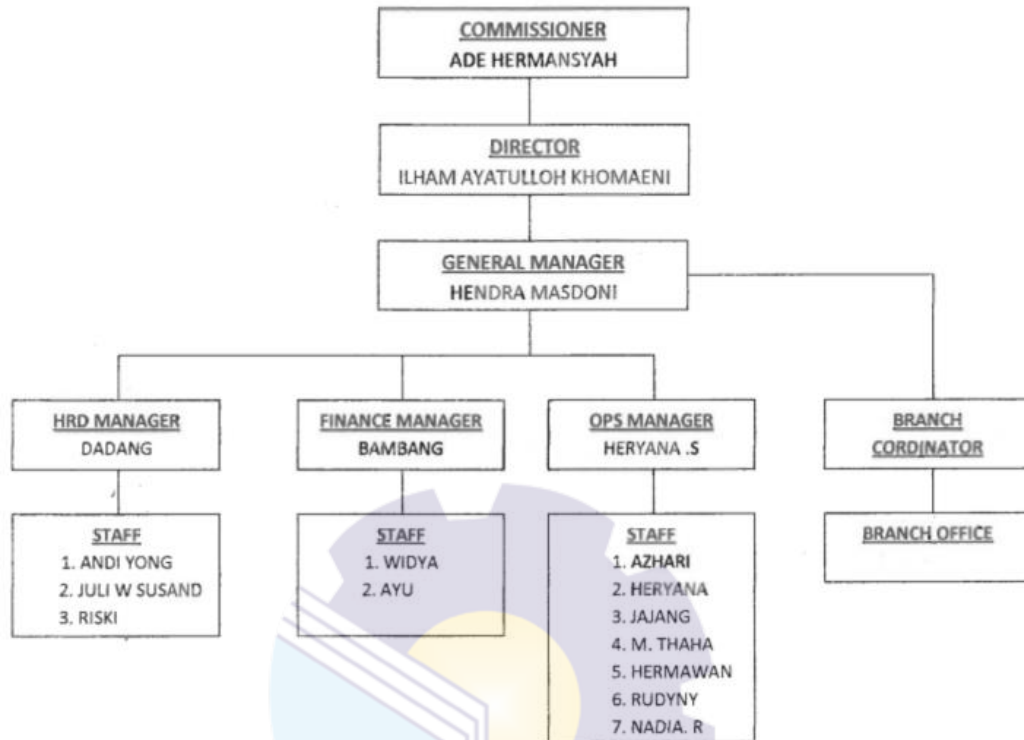 COMMISSIONER
ADE HERMANSYAH
DIRECTOR
ILHAM AYATULLOH KHOMAENI
GENERAL MANAGER
HENDRA MASDONI
HRD MANAGER
DADANG
FINANCE MANAGER
BAMBANG
OPS MANAGER
HERYANA .S
BRANCH
CORDINATOR
STAFF
1. ANDI YONG
2. JULI W SUSAND
3. RISKI
STAFF
1. WIDYA
2. AYU
STAFF
1. AZHARI
2. HERYANA
3. JAJANG
4. M. THAHA
5. HERMAWAN
6. RUDYNY
7. NADIA. R
BRANCH OFFICE